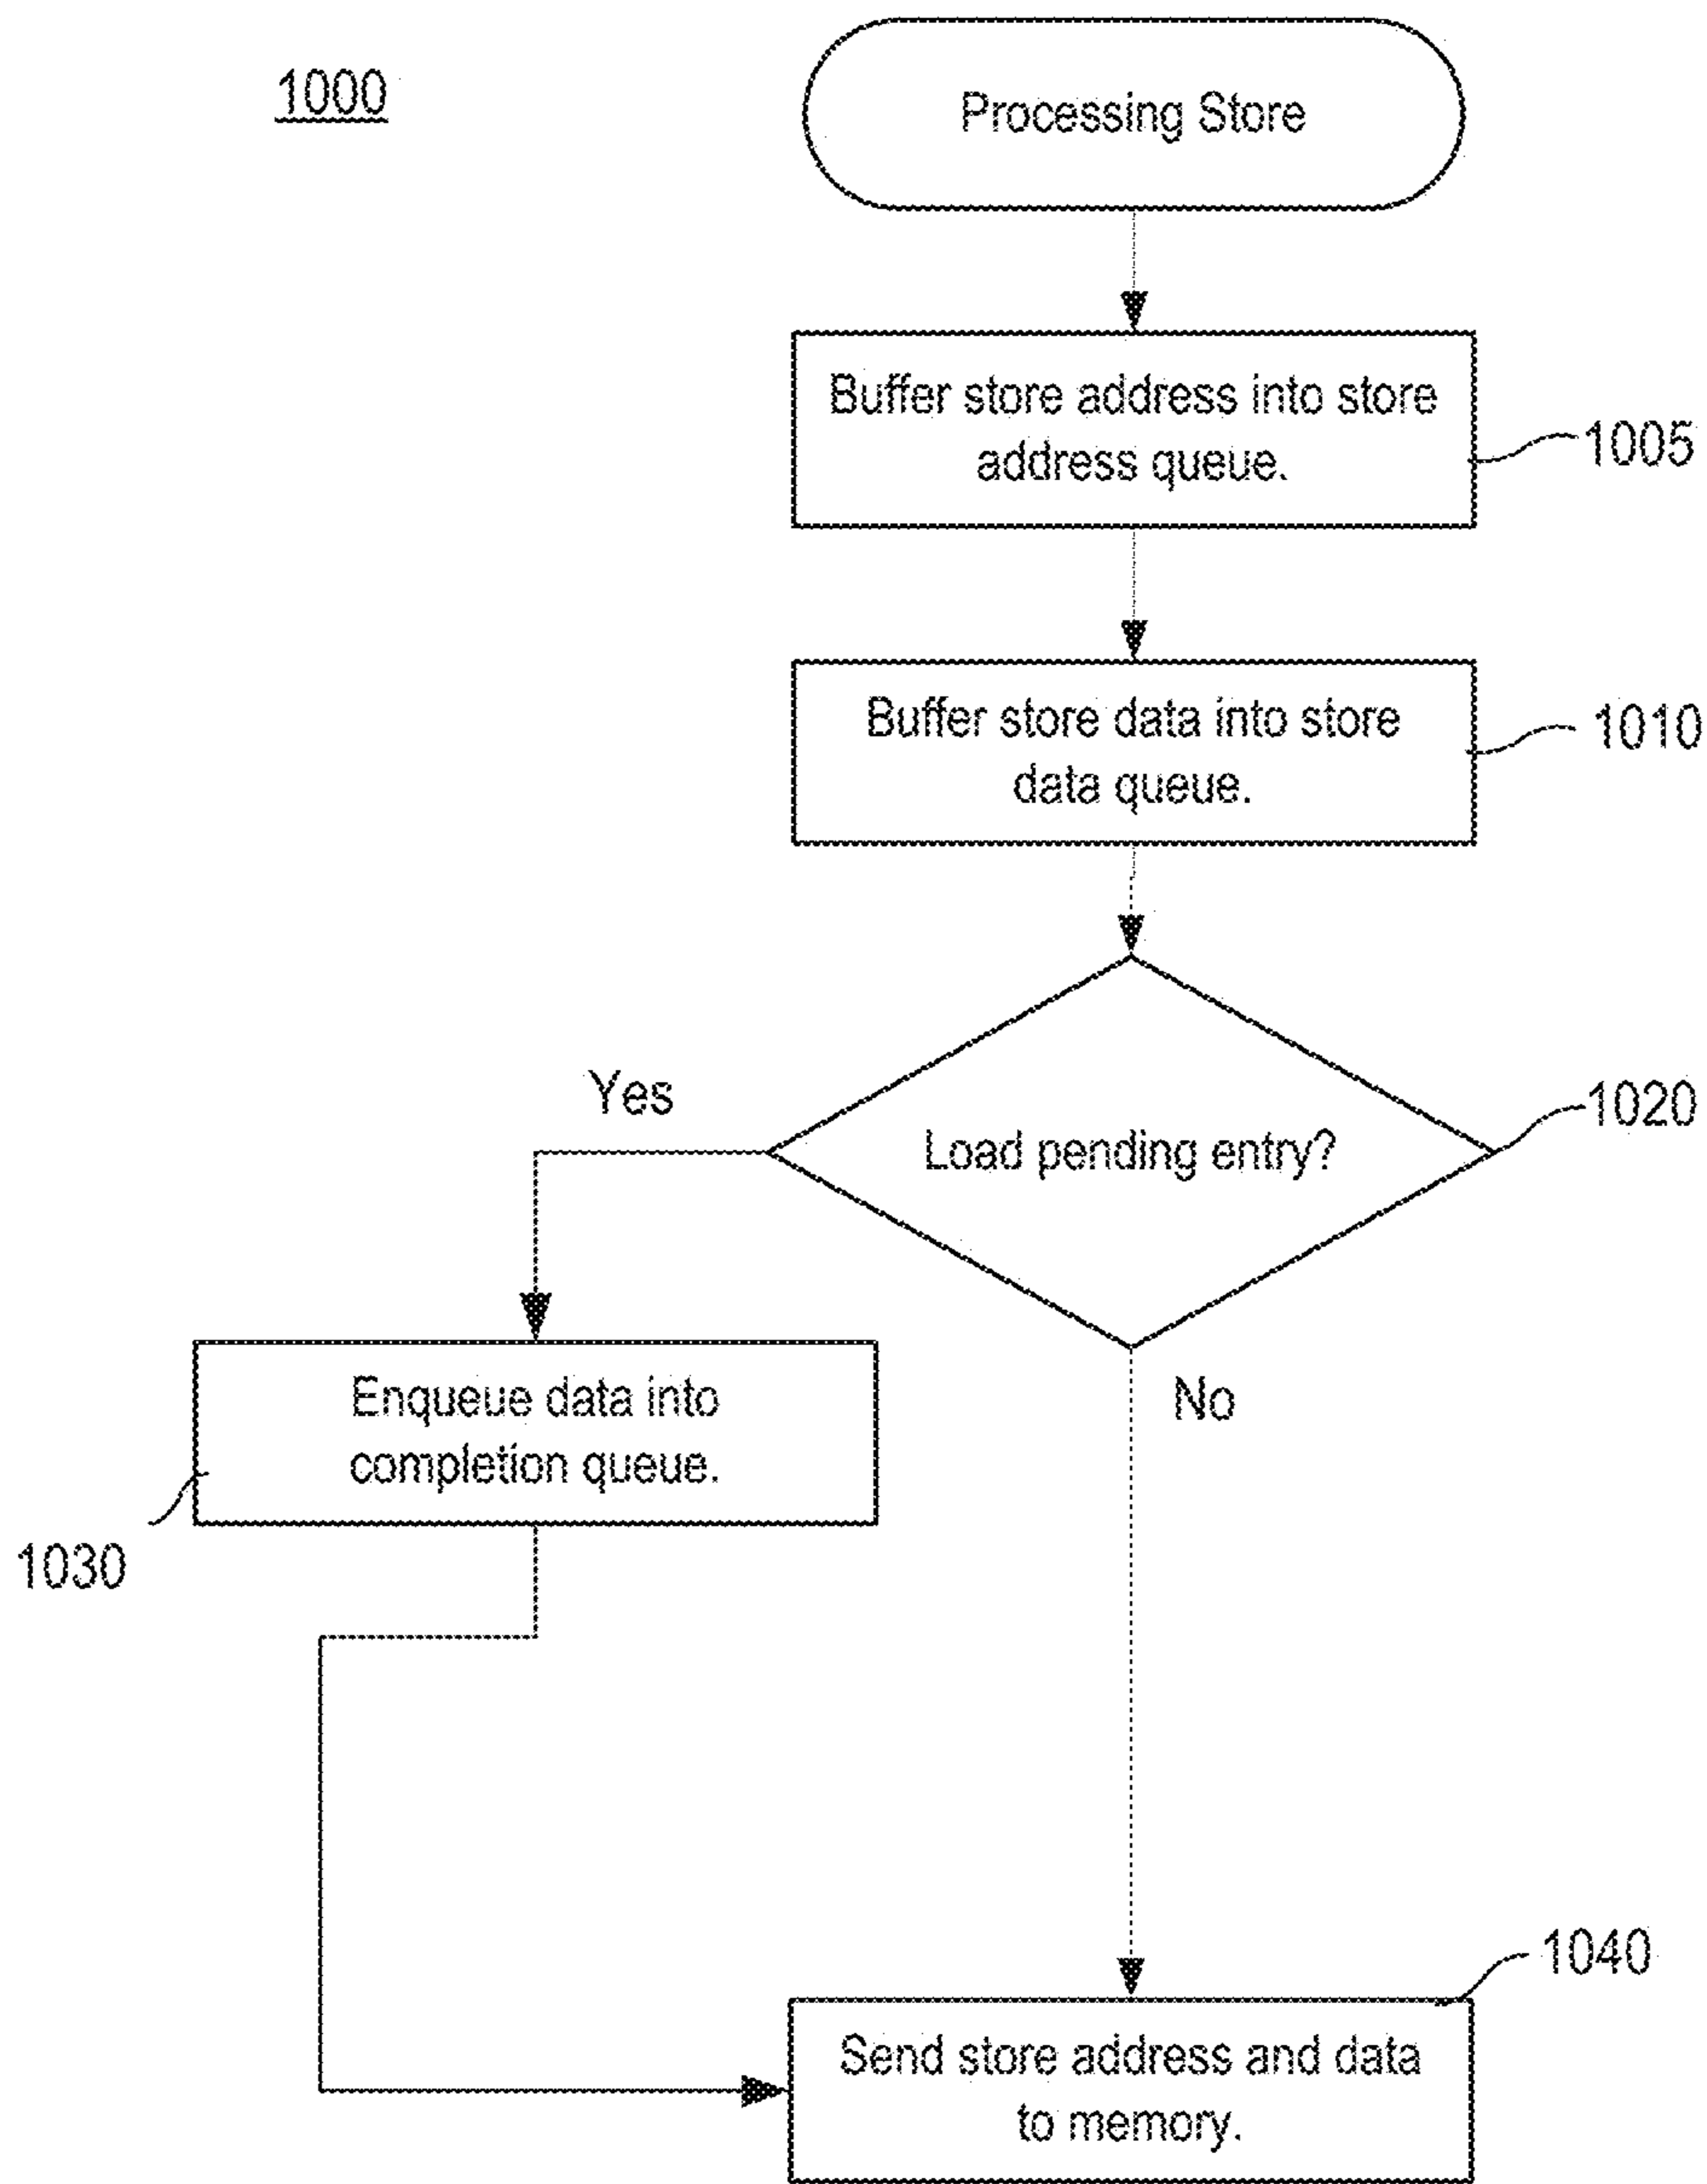 1000
Processing Store
Buffer store address into store
address queue.
1005
Buffer store data into store
data queue.
1010
Yes
Load pending entry?
1020
Enqueue data into
completion queue.
No
1030
1040
Send store address and data
to memory.